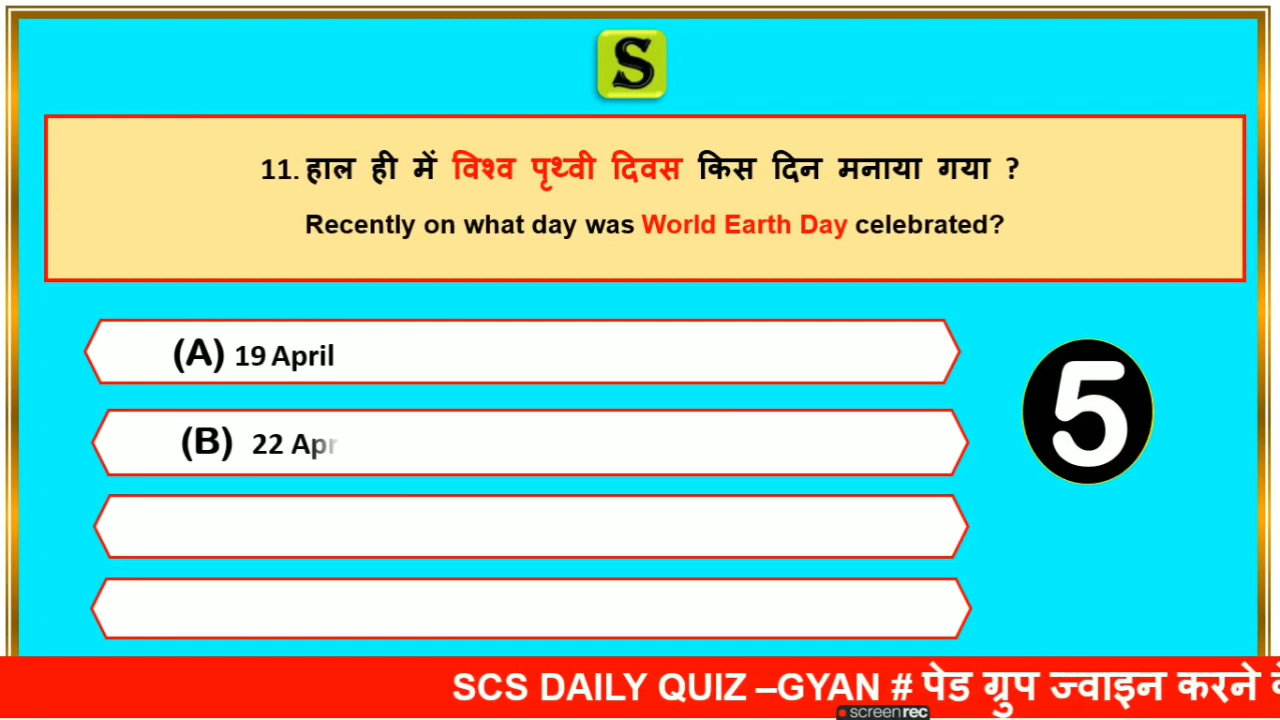 S
11. हाल ही में विश्व पृथ्वी दिवस किस दिन मनाया गया ?
Recently on what day was World Earth Day celebrated?
(A) 19 April
(B) 22 Apr
5
SCS DAILY QUIZ –GYAN # पेड ग्रुप ज्वाइन करने
screenrec